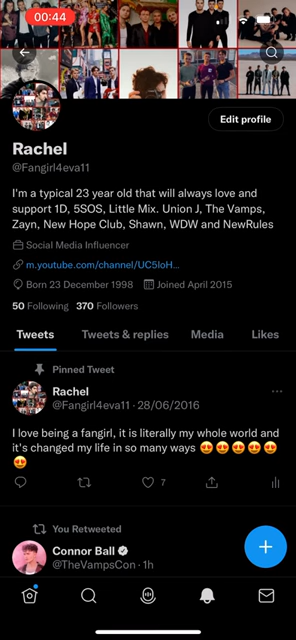 00:44
Edit profile
Rachel
@Fangirl4eva11
I'm a typical 23 year old that will always love and
support 1D, 5SOS, Little Mix. Union J, The Vamps,
Zayn, New Hope Club, Shawn, WDW and NewRules
Social Media Influencer
m.youtube.com/channel/UC5IoH...
Born 23 December 1998 Joined April 2015
50 Following 370 Followers
Tweets Tweets & replies Media Likes
Pinned Tweet
Rachel
@Fangirl4eva11 · 28/06/2016
I love being a fangirl, it is literally my whole world and
it's changed my life in so many ways 😍😍😍😍😍
😍
7
You Retweeted
Connor Ball
@TheVampsCon · 1h